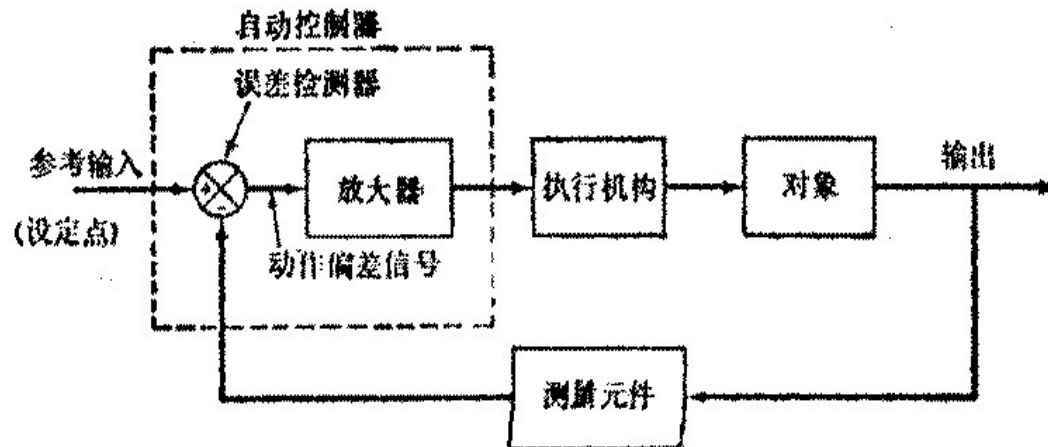 自动控制器
误差检测器
参考输入
(设定点)
+
-
放大器
动作偏差信号
执行机构
对象
输出
测量元件